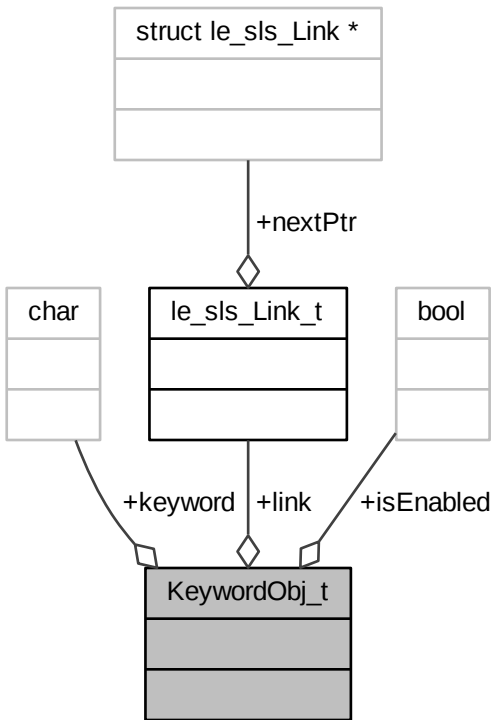 struct le_sls_Link *
+nextPtr
char
le_sls_Link_t
bool
+keyword
+link
+isEnabled
KeywordObj_t